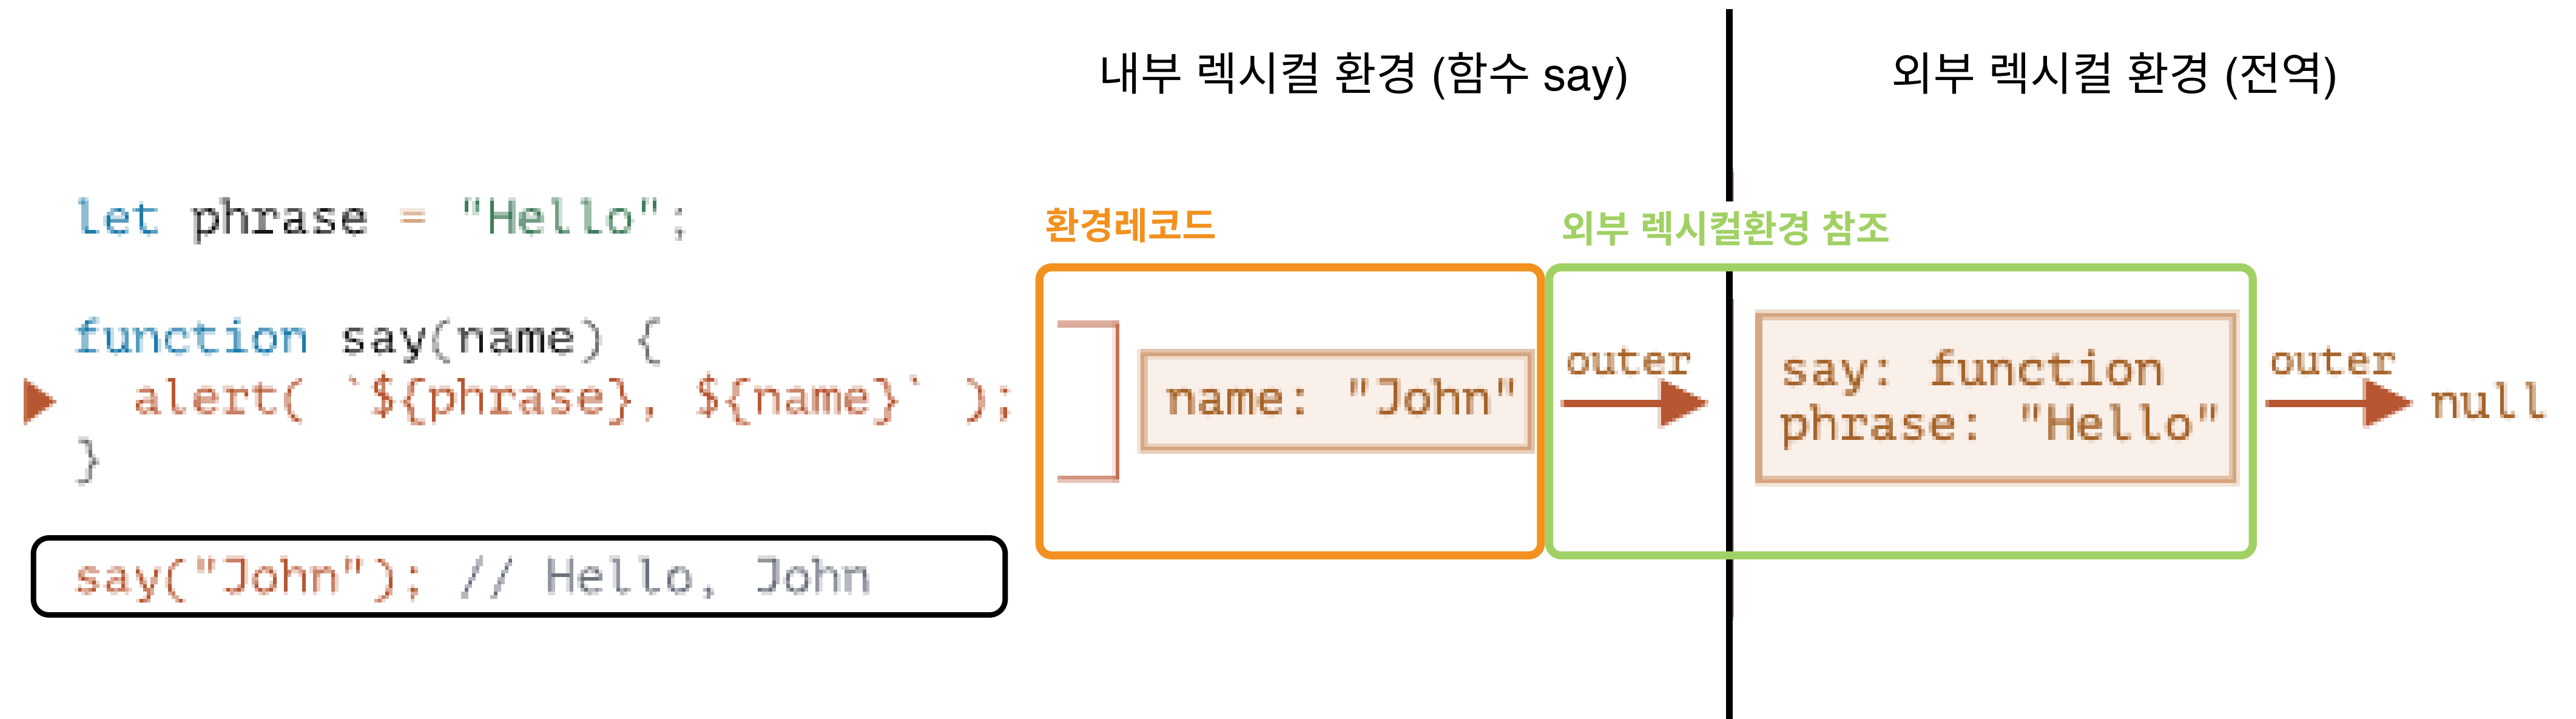 내부 렉시컬 환경 (함수 say)
외부 렉시컬 환경 (전역)
let phrase = "Hello";
function say(name) {
alert( `${phrase}, ${name}` );
}
say("John"); // Hello, John
환경레코드
name: "John"
외부 렉시컬환경 참조
outer
say: function
phrase: "Hello"
outer
null